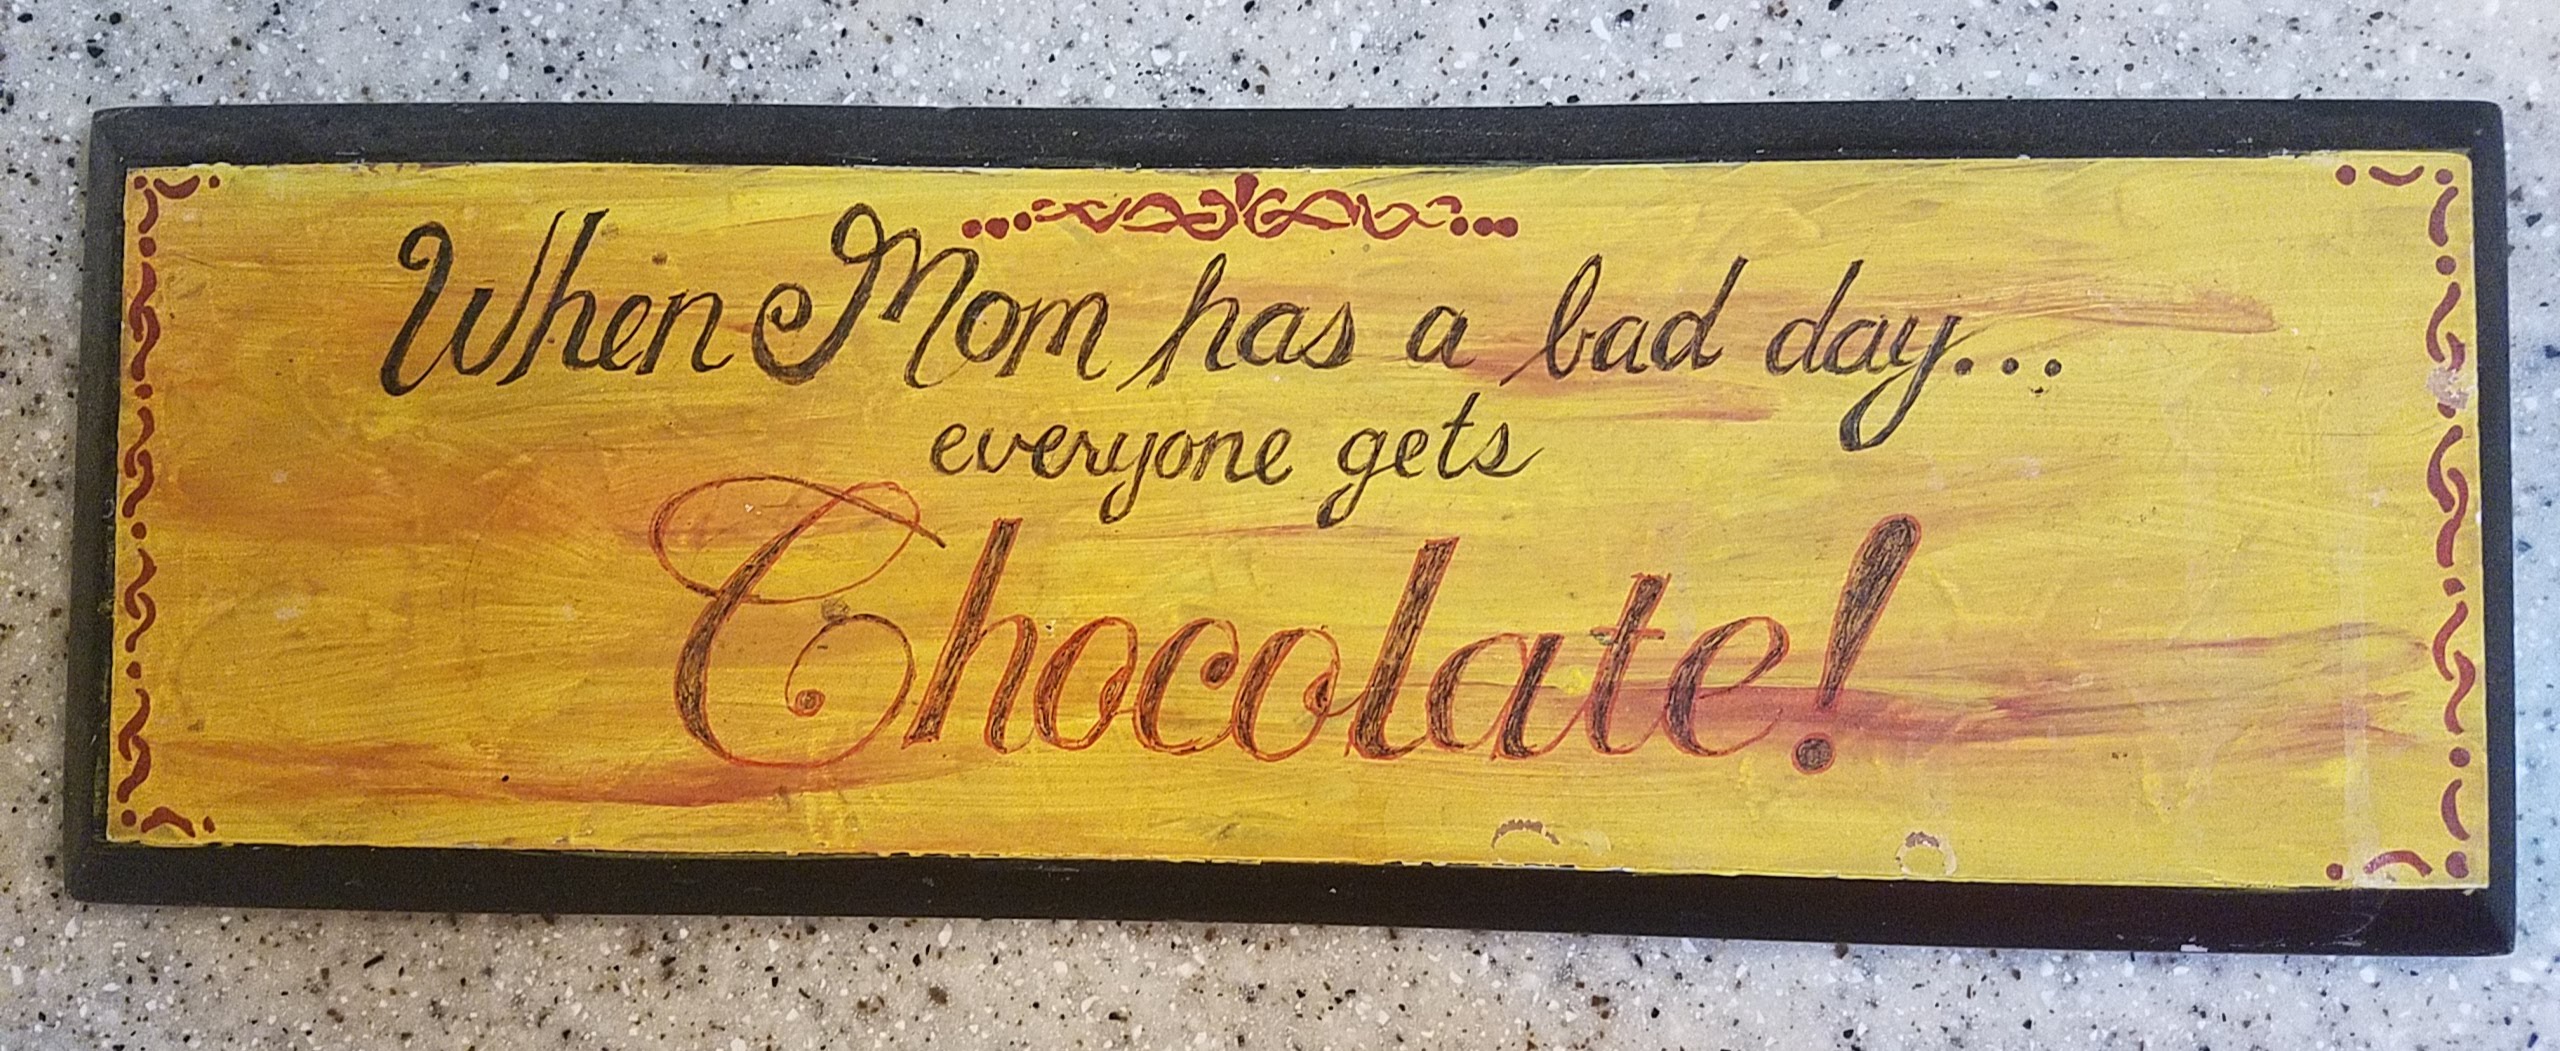 When Mom has a bad day...
everyone gets
Chocolate!